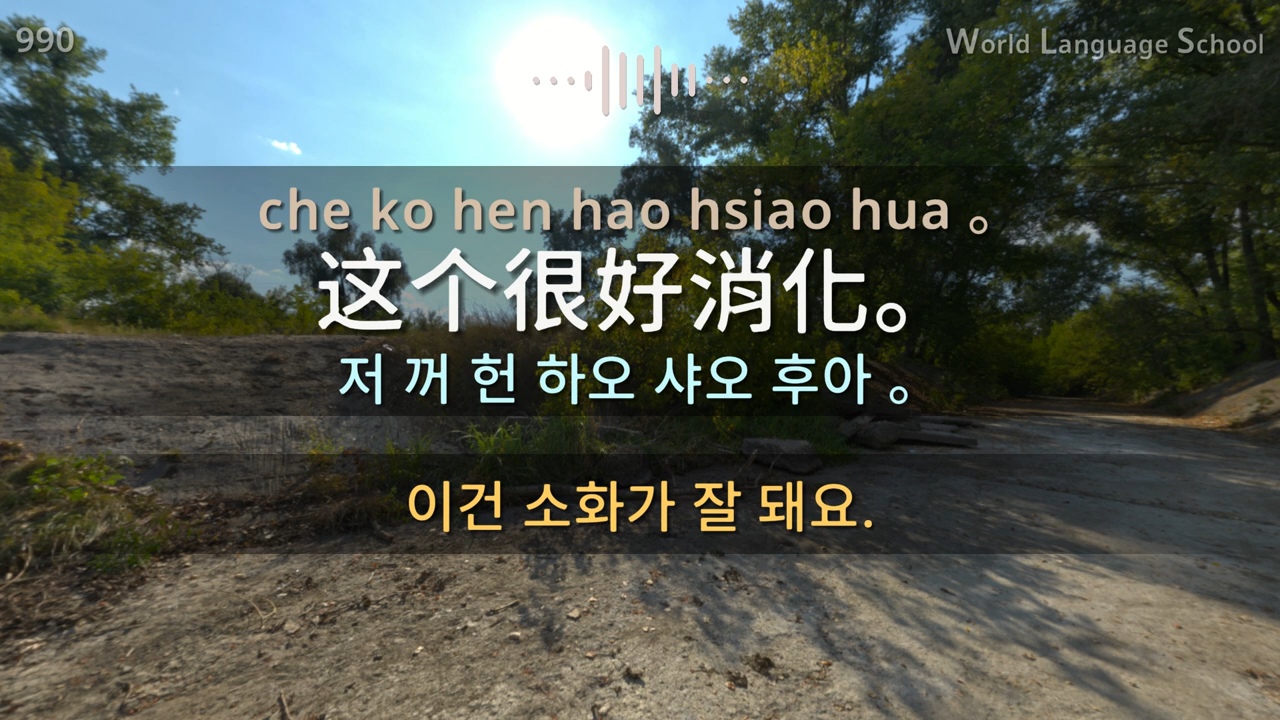 990
World Language School
che ko hen hao hsiao hua 。
这个很好消化。
저 꺼 헌 하오 샤오 후아 。
이건 소화가 잘 돼요.